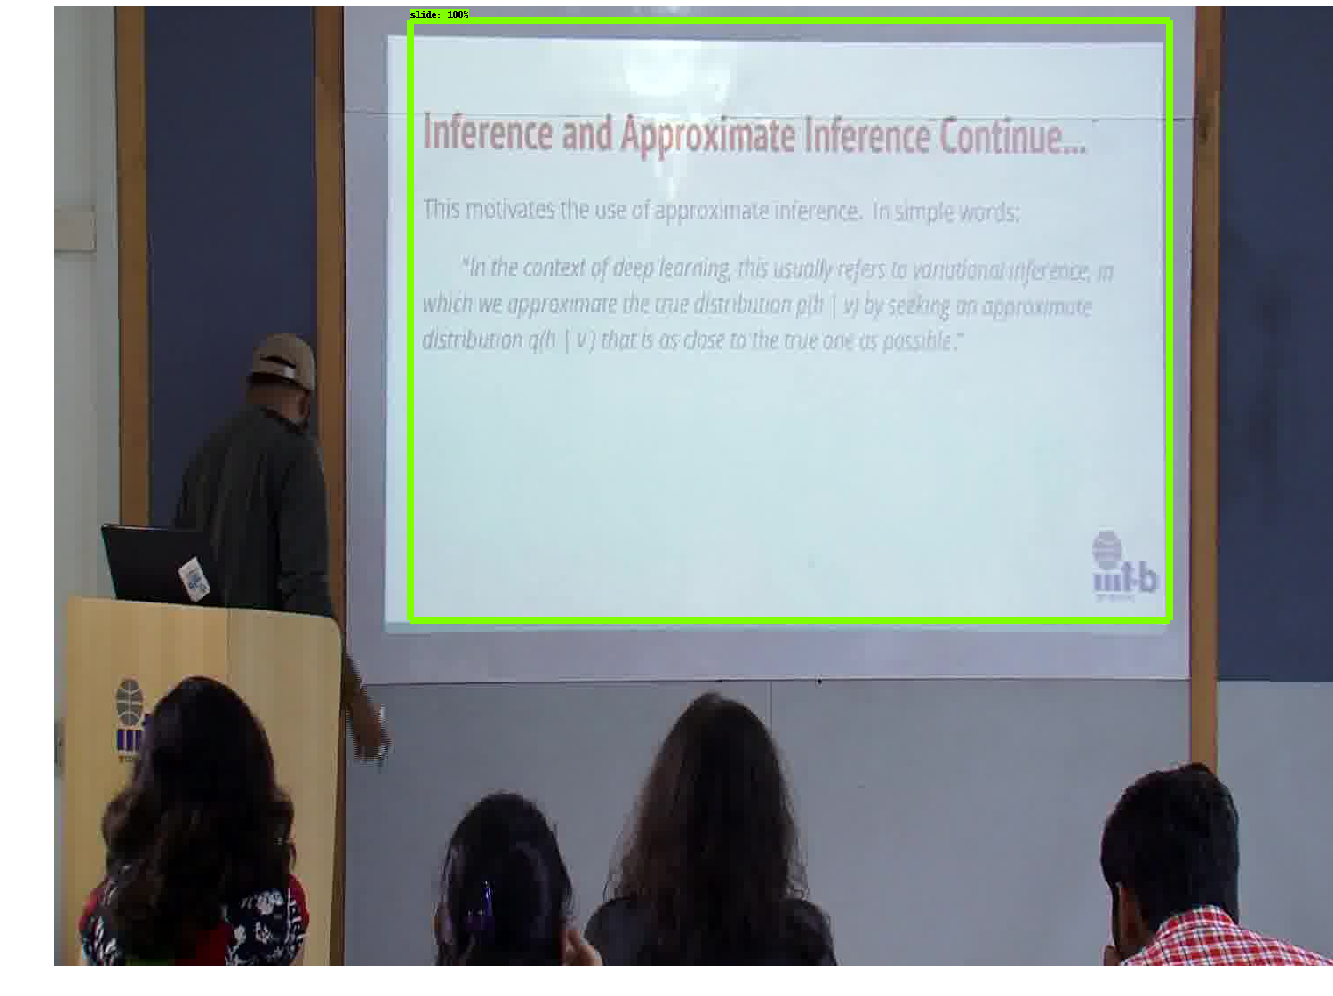 slide: 100%
Inference and Approximate Inference Continue...
This motivates the use of approximate inference. In simple words:
"In the context of deep learning, this usually refers to variational inference, in
which we approximate the true distribution p(h | v) by seeking an approximate
distribution q(h | v) that is as close to the true one as possible."
iiit-b